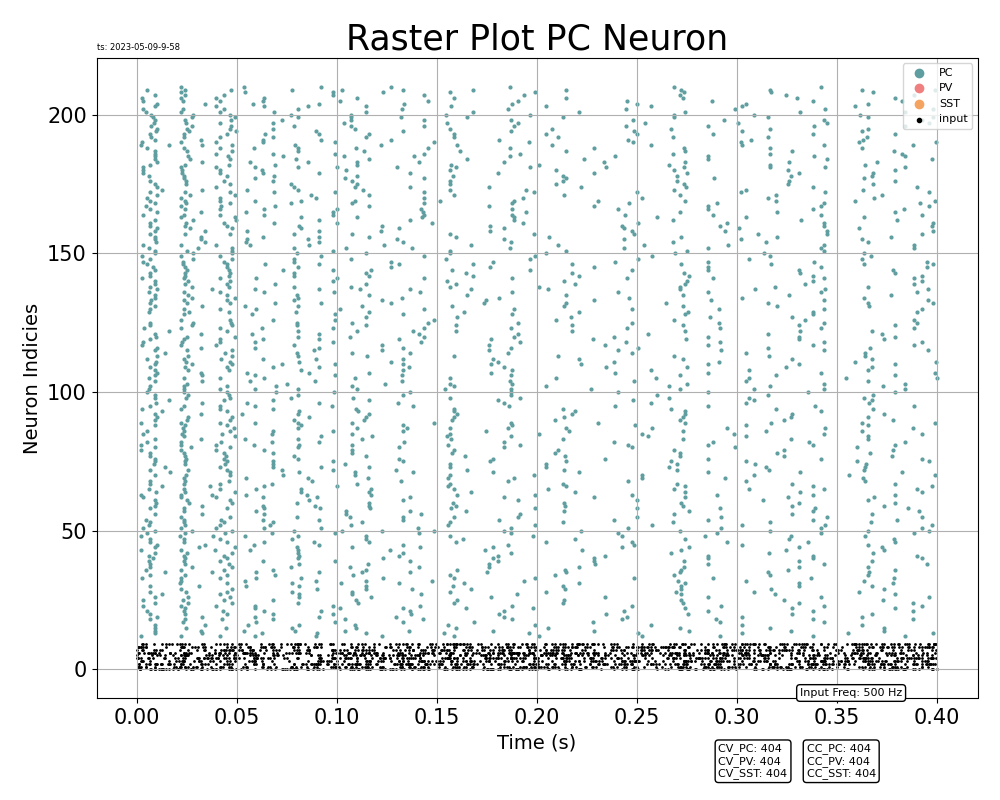 Raster Plot PC Neuron
ts: 2023-05-09-9-58
PC
PV
SST
input
Neuron Indicies
200
150
100
50
0
0.00 0.05 0.10 0.15 0.20 0.25 0.30 0.35 0.40
Time (s)
Input Freq: 500 Hz
CV_PC: 404
CV_PV: 404
CV_SST: 404
CC_PC: 404
CC_PV: 404
CC_SST: 404